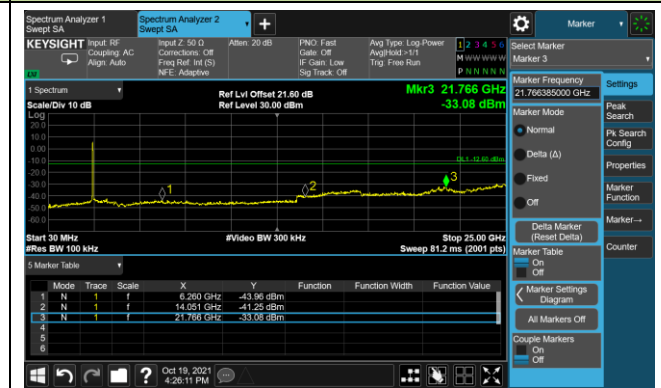 Spectrum Analyzer 1
Swept SA
Spectrum Analyzer 2
Swept SA
Marker
KEYSIGHT
Input: RF
Coupling: AC
Align: Auto
Input Z: 50 Ω
Corrections: Off
Freq Ref: Int (S)
NFE: Adaptive
Atten: 20 dB
PNO: Fast
Gate: Off
IF Gain: Low
Sig Track: Off
Avg Type: Log-Power
Avg|Hold:>1/1
Trig: Free Run
1 2 3 4 5 6
M W W W W W
P N N N N N
Select Marker
Marker 3
1 Spectrum
Scale/Div 10 dB
Ref Lvl Offset 21.60 dB
Ref Level 30.00 dBm
Mkr3 21.766 GHz
-33.08 dBm
Log
20.0
10.0
0.00
-10.0
-20.0
-30.0
-40.0
-50.0
-60.0
DL1 -12.60 dBm
1
2
3
Start 30 MHz
#Res BW 100 kHz
#Video BW 300 kHz
Stop 25.00 GHz
Sweep 81.2 ms (2001 pts)
5 Marker Table
Mode Trace Scale X Y Function Function Width Function Value
1 N 1 f 6.260 GHz -43.96 dBm
2 N 1 f 14.051 GHz -41.25 dBm
3 N 1 f 21.766 GHz -33.08 dBm
4
5
6
Marker Frequency
21.766385000 GHz
Marker Mode
Normal
Delta (Δ)
Fixed
Off
Delta Marker
(Reset Delta)
Marker Table
On
Off
Marker Settings
Diagram
All Markers Off
Couple Markers
On
Off
Settings
Peak
Search
Pk Search
Config
Properties
Marker
Function
Marker→
Counter
?
Oct 19, 2021
4:26:11 PM